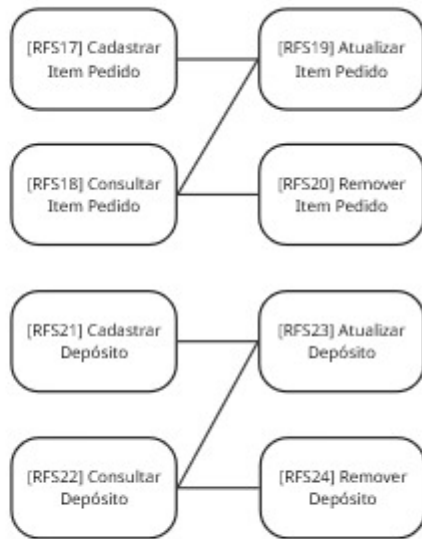 [RFS17] Cadastrar
Item Pedido
[RFS19] Atualizar
Item Pedido
[RFS18] Consultar
Item Pedido
[RFS20] Remover
Item Pedido
[RFS21] Cadastrar
Depósito
[RFS23] Atualizar
Depósito
[RFS22] Consultar
Depósito
[RFS24] Remover
Depósito